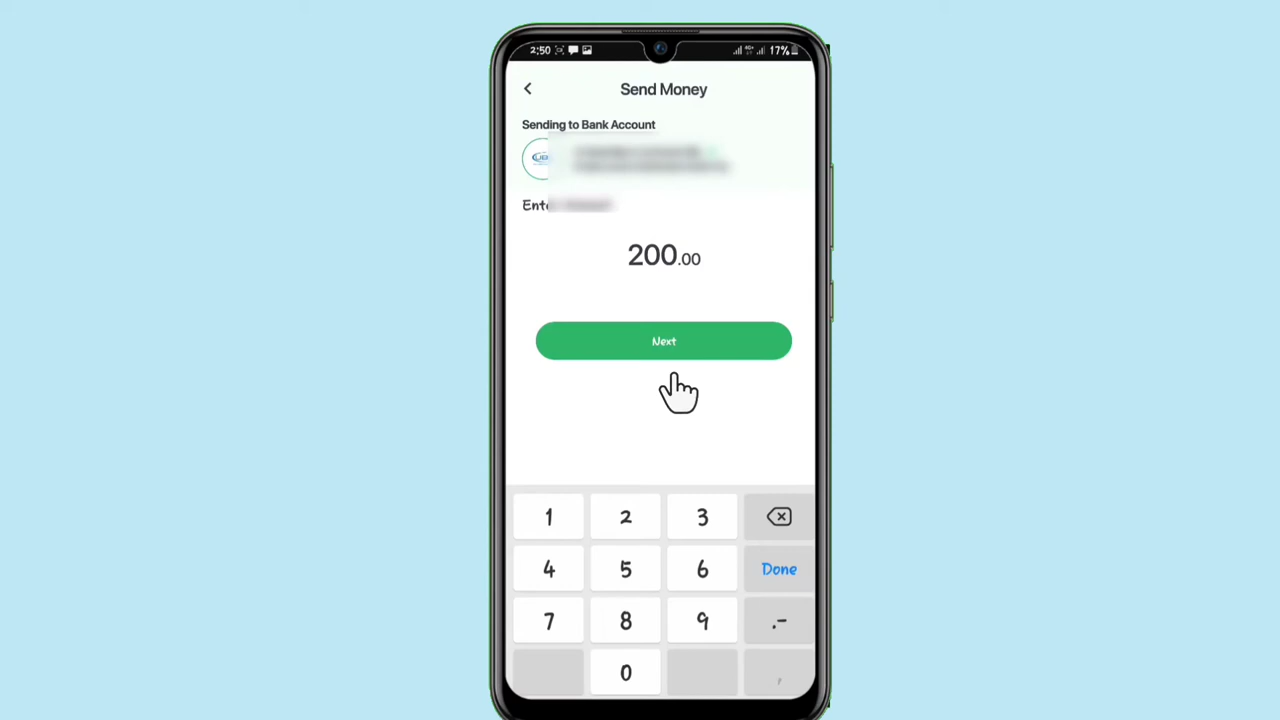 2:50
4G+
17%
Send Money
Sending to Bank Account
200.00
Next
1 2 3
4 5 6 Done
7 8 9 .-
0 ,